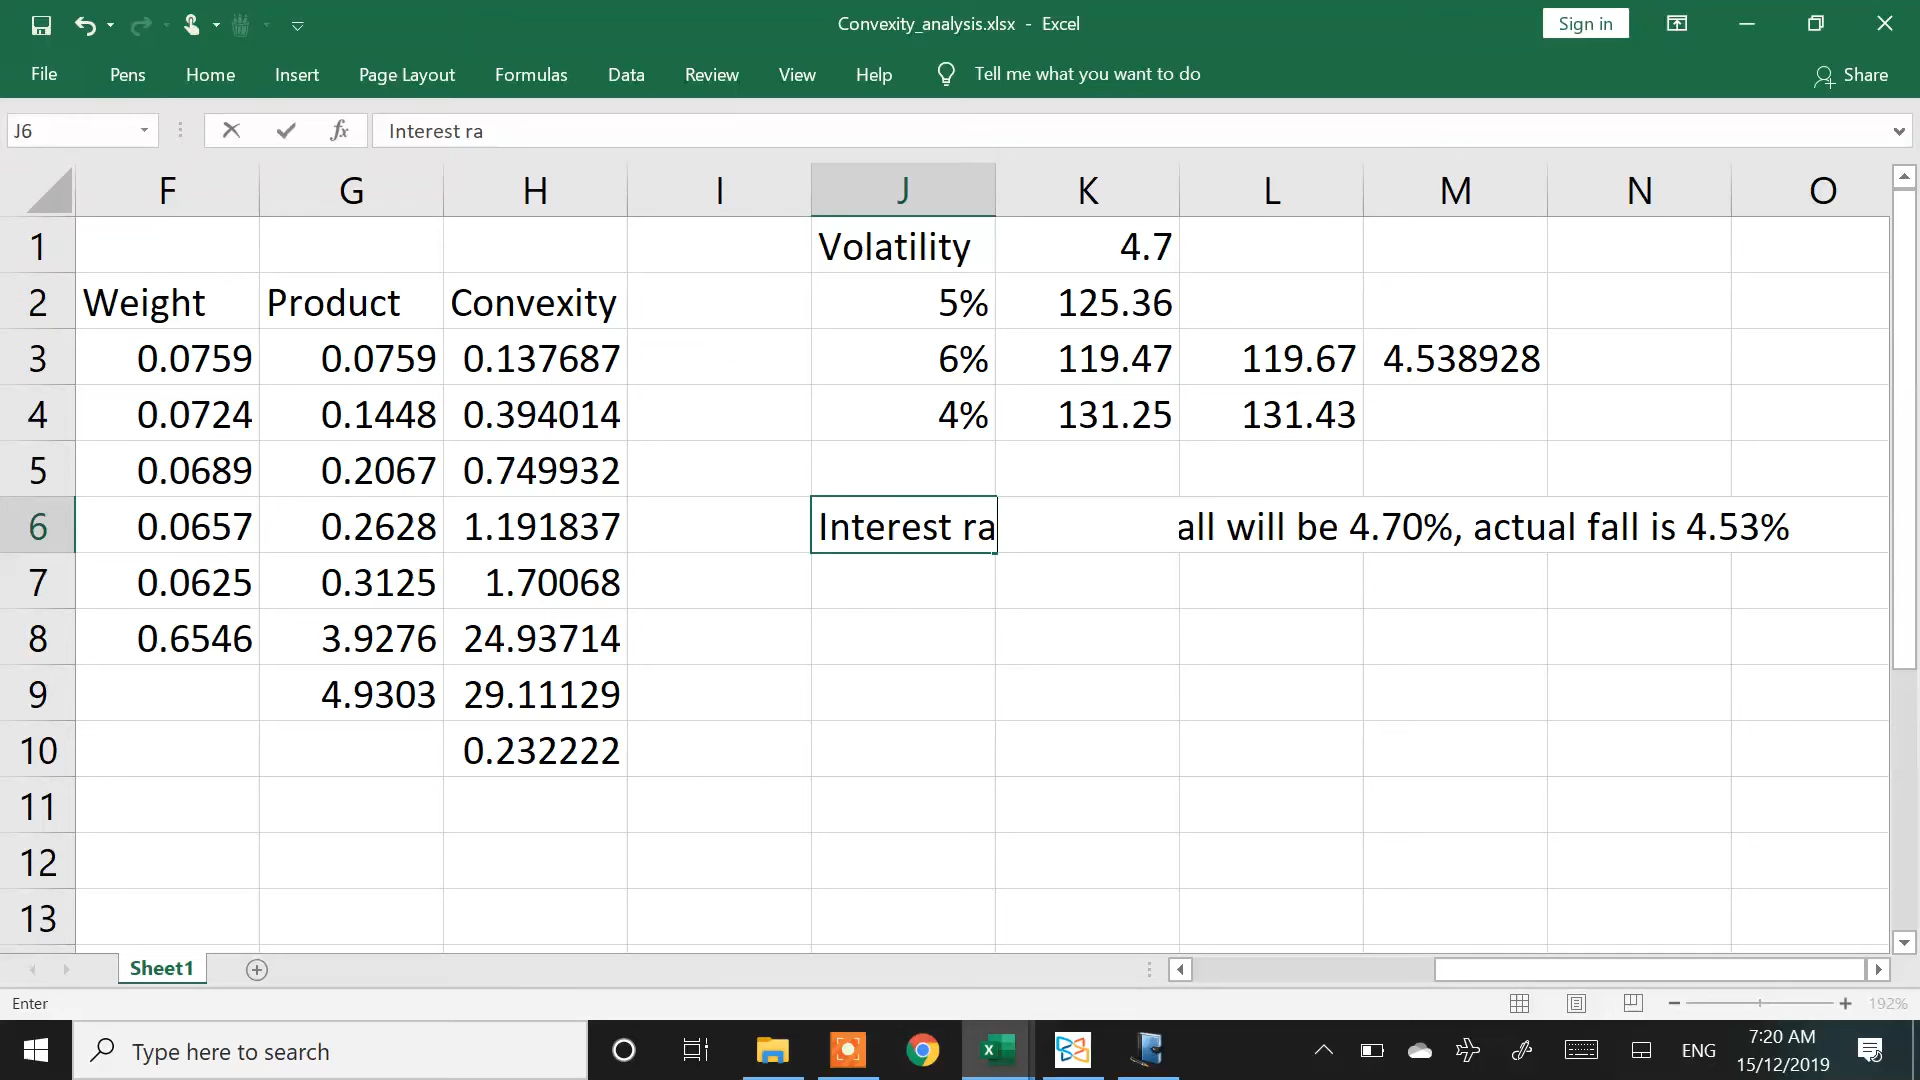 Convexity_analysis.xlsx - Excel
Sign in
File Pens Home Insert Page Layout Formulas Data Review View Help Tell me what you want to do Share
J6 fx Interest ra
F G H I J K L M N O
1 Volatility 4.7
2 Weight Product Convexity 5% 125.36
3 0.0759 0.0759 0.137687 6% 119.47 119.67 4.538928
4 0.0724 0.1448 0.394014 4% 131.25 131.43
5 0.0689 0.2067 0.749932
6 0.0657 0.2628 1.191837 Interest ra all will be 4.70%, actual fall is 4.53%
7 0.0625 0.3125 1.70068
8 0.6546 3.9276 24.93714
9 4.9303 29.11129
10 0.232222
11
12
13
Sheet1
Enter 192%
Type here to search ENG 7:20 AM
15/12/2019